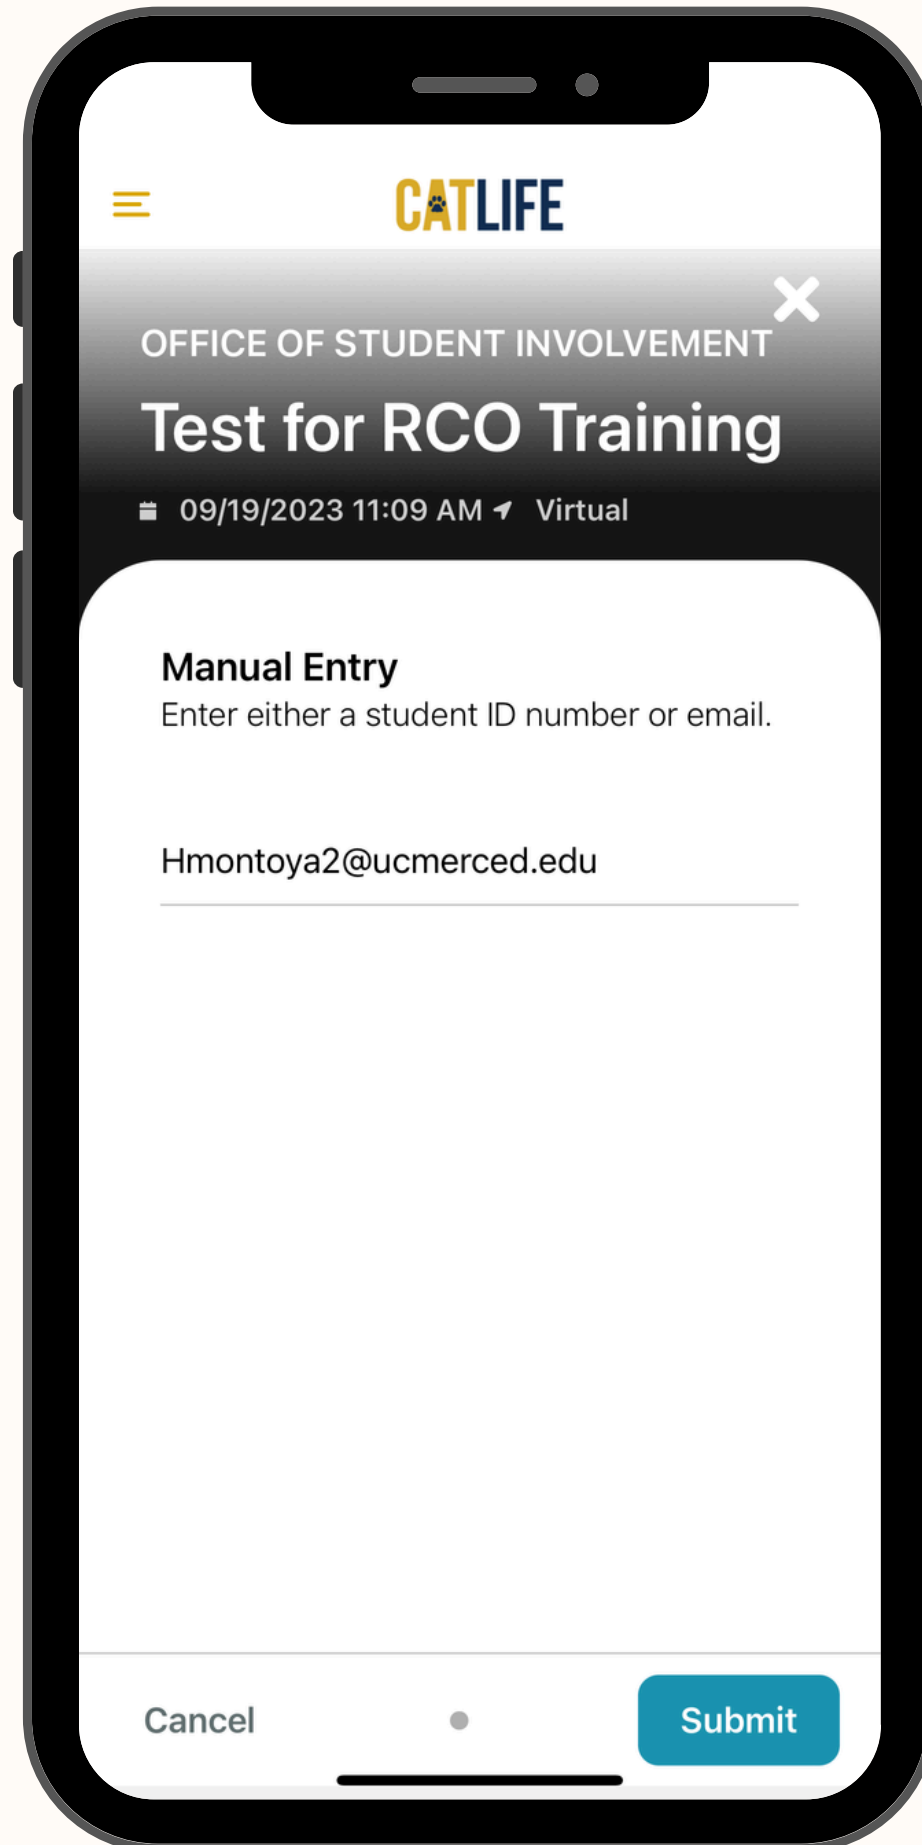 CATLIFE
OFFICE OF STUDENT INVOLVEMENT
Test for RCO Training
09/19/2023 11:09 AM Virtual
Manual Entry
Enter either a student ID number or email.
Hmontoya2@ucmerced.edu
Cancel Submit